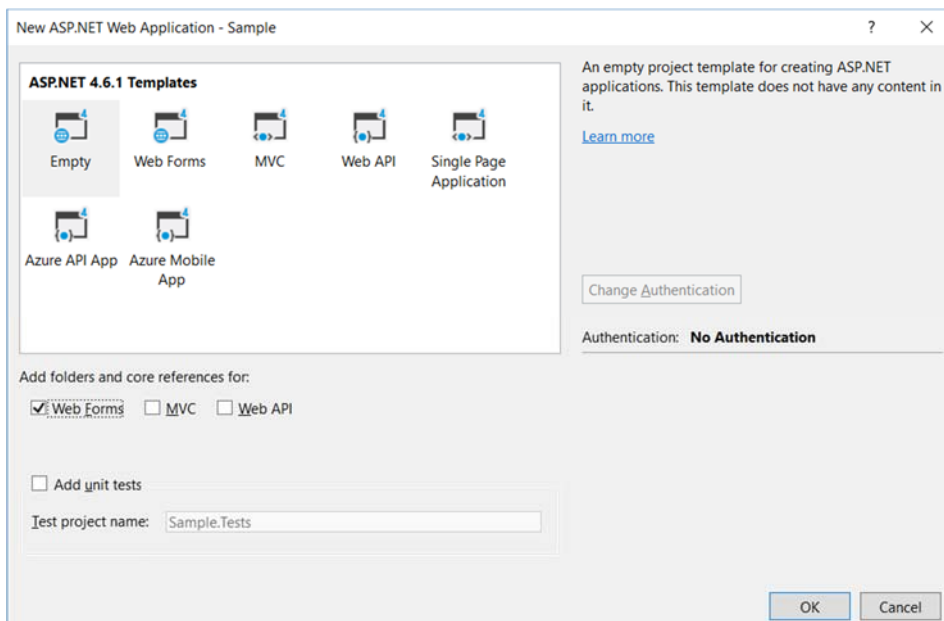 New ASP.NET Web Application - Sample
? ×
ASP.NET 4.6.1 Templates
Empty
Web Forms
MVC
Web API
Single Page
Application
Azure API App
Azure Mobile
App
An empty project template for creating ASP.NET
applications. This template does not have any content in
it.
Learn more
Change Authentication
Authentication: No Authentication
Add folders and core references for:
Web Forms MVC Web API
Add unit tests
Test project name: Sample.Tests
OK Cancel